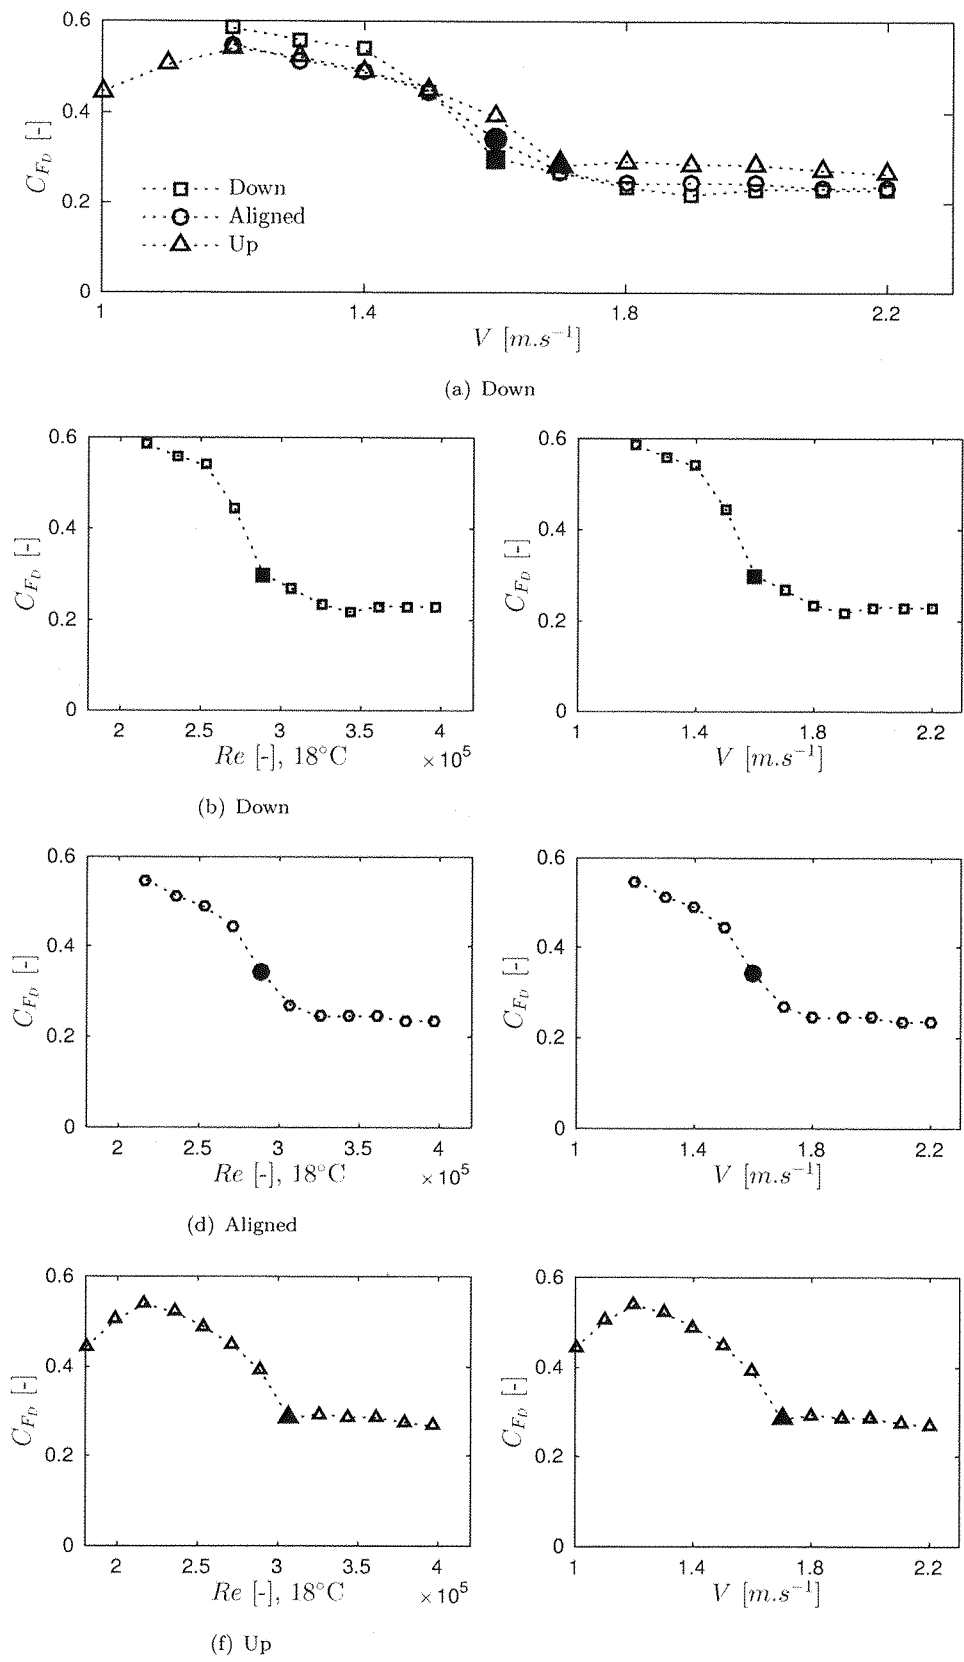 0.6
0.4
0.2
0
C_{F_D} [-]
Down
Aligned
Up
1 1.4 1.8 2.2
V [m.s^{−1}]
(a) Down
0.6
0.4
0.2
0
C_{F_D} [-]
2 2.5 3 3.5 4
Re [-], 18°C ×10^5
0.6
0.4
0.2
0
C_{F_D} [-]
1 1.4 1.8 2.2
V [m.s^{−1}]
(b) Down
0.6
0.4
0.2
0
C_{F_D} [-]
2 2.5 3 3.5 4
Re [-], 18°C ×10^5
0.6
0.4
0.2
0
C_{F_D} [-]
1 1.4 1.8 2.2
V [m.s^{−1}]
(d) Aligned
0.6
0.4
0.2
0
C_{F_D} [-]
2 2.5 3 3.5 4
Re [-], 18°C ×10^5
0.6
0.4
0.2
0
C_{F_D} [-]
1 1.4 1.8 2.2
V [m.s^{−1}]
(f) Up